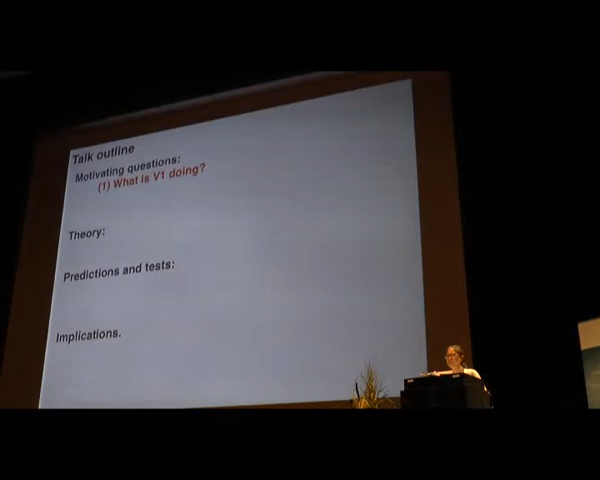 Talk outline
Motivating questions:
(1) What is V1 doing?
Theory:
Predictions and tests:
Implications.